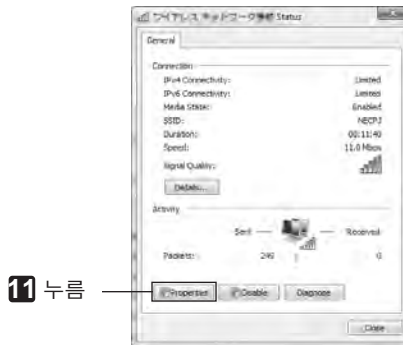 ワイヤレス ネットワーク接続 Status
General
Connection
IPv4 Connectivity: Limited
IPv6 Connectivity: Limited
Media State: Enabled
SSID: NECPJ
Duration: 00:11:40
Speed: 11.0 Mbps
Signal Quality:
Details...
Activity
Sent — — Received
Packets: 249 | 0
11 누름
Properties Disable Diagnose
Close